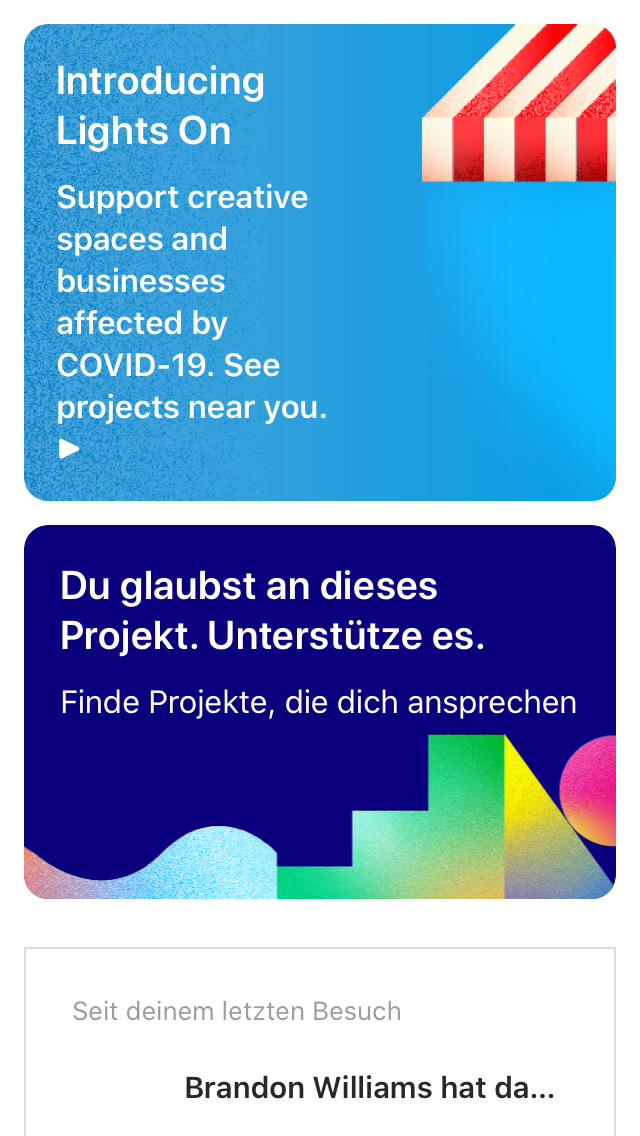 Introducing
Lights On
Support creative
spaces and
businesses
affected by
COVID-19. See
projects near you.
Du glaubst an dieses
Projekt. Unterstütze es.
Finde Projekte, die dich ansprechen
Seit deinem letzten Besuch
Brandon Williams hat da...